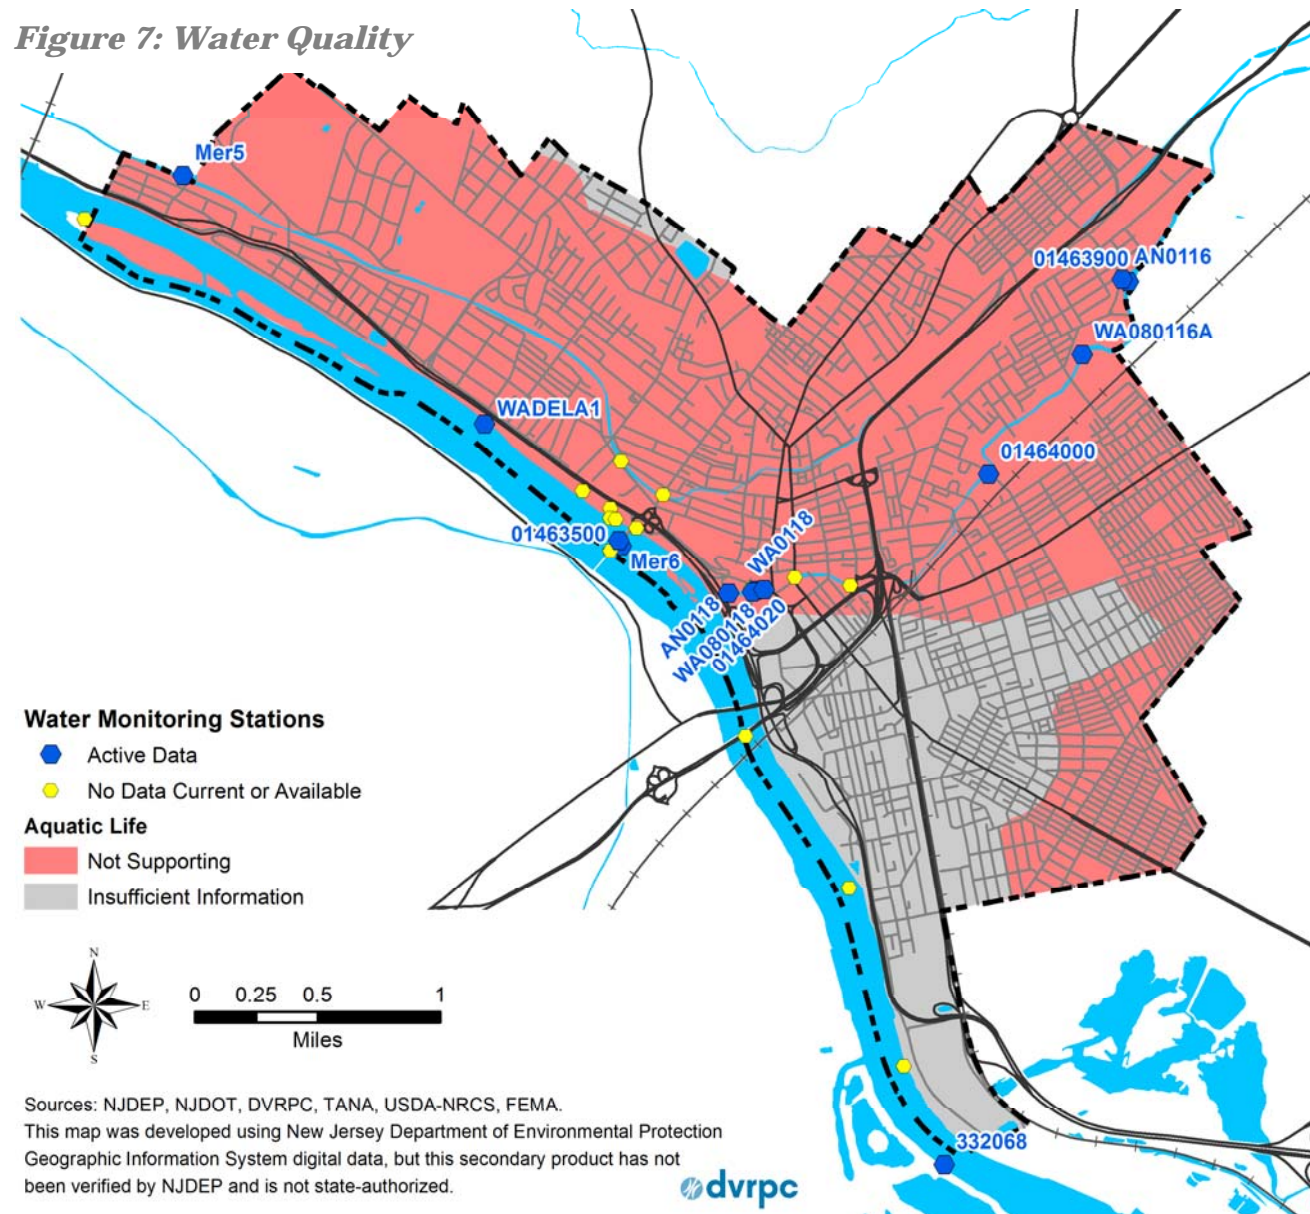 Figure 7: Water Quality
Mer5
01463900 AN0116
WA080116A
WADELA1
01464000
01463500
WA0118
Mer6
AN0118
WA080118
01464020
Water Monitoring Stations
Active Data
No Data Current or Available
Aquatic Life
Not Supporting
Insufficient Information
N
W E
S
0 0.25 0.5 1
Miles
Sources: NJDEP, NJDOT, DVRPC, TANA, USDA-NRCS, FEMA.
This map was developed using New Jersey Department of Environmental Protection
Geographic Information System digital data, but this secondary product has not
been verified by NJDEP and is not state-authorized.
332068
dvrpc